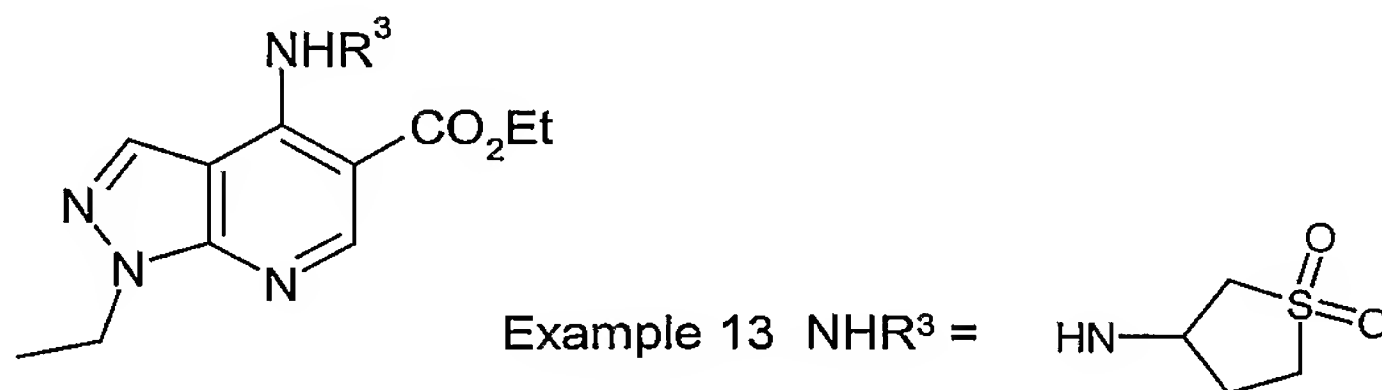 NHR³
CO₂Et
N
N
N
Example 13 NHR³ =
HN
S
O
O